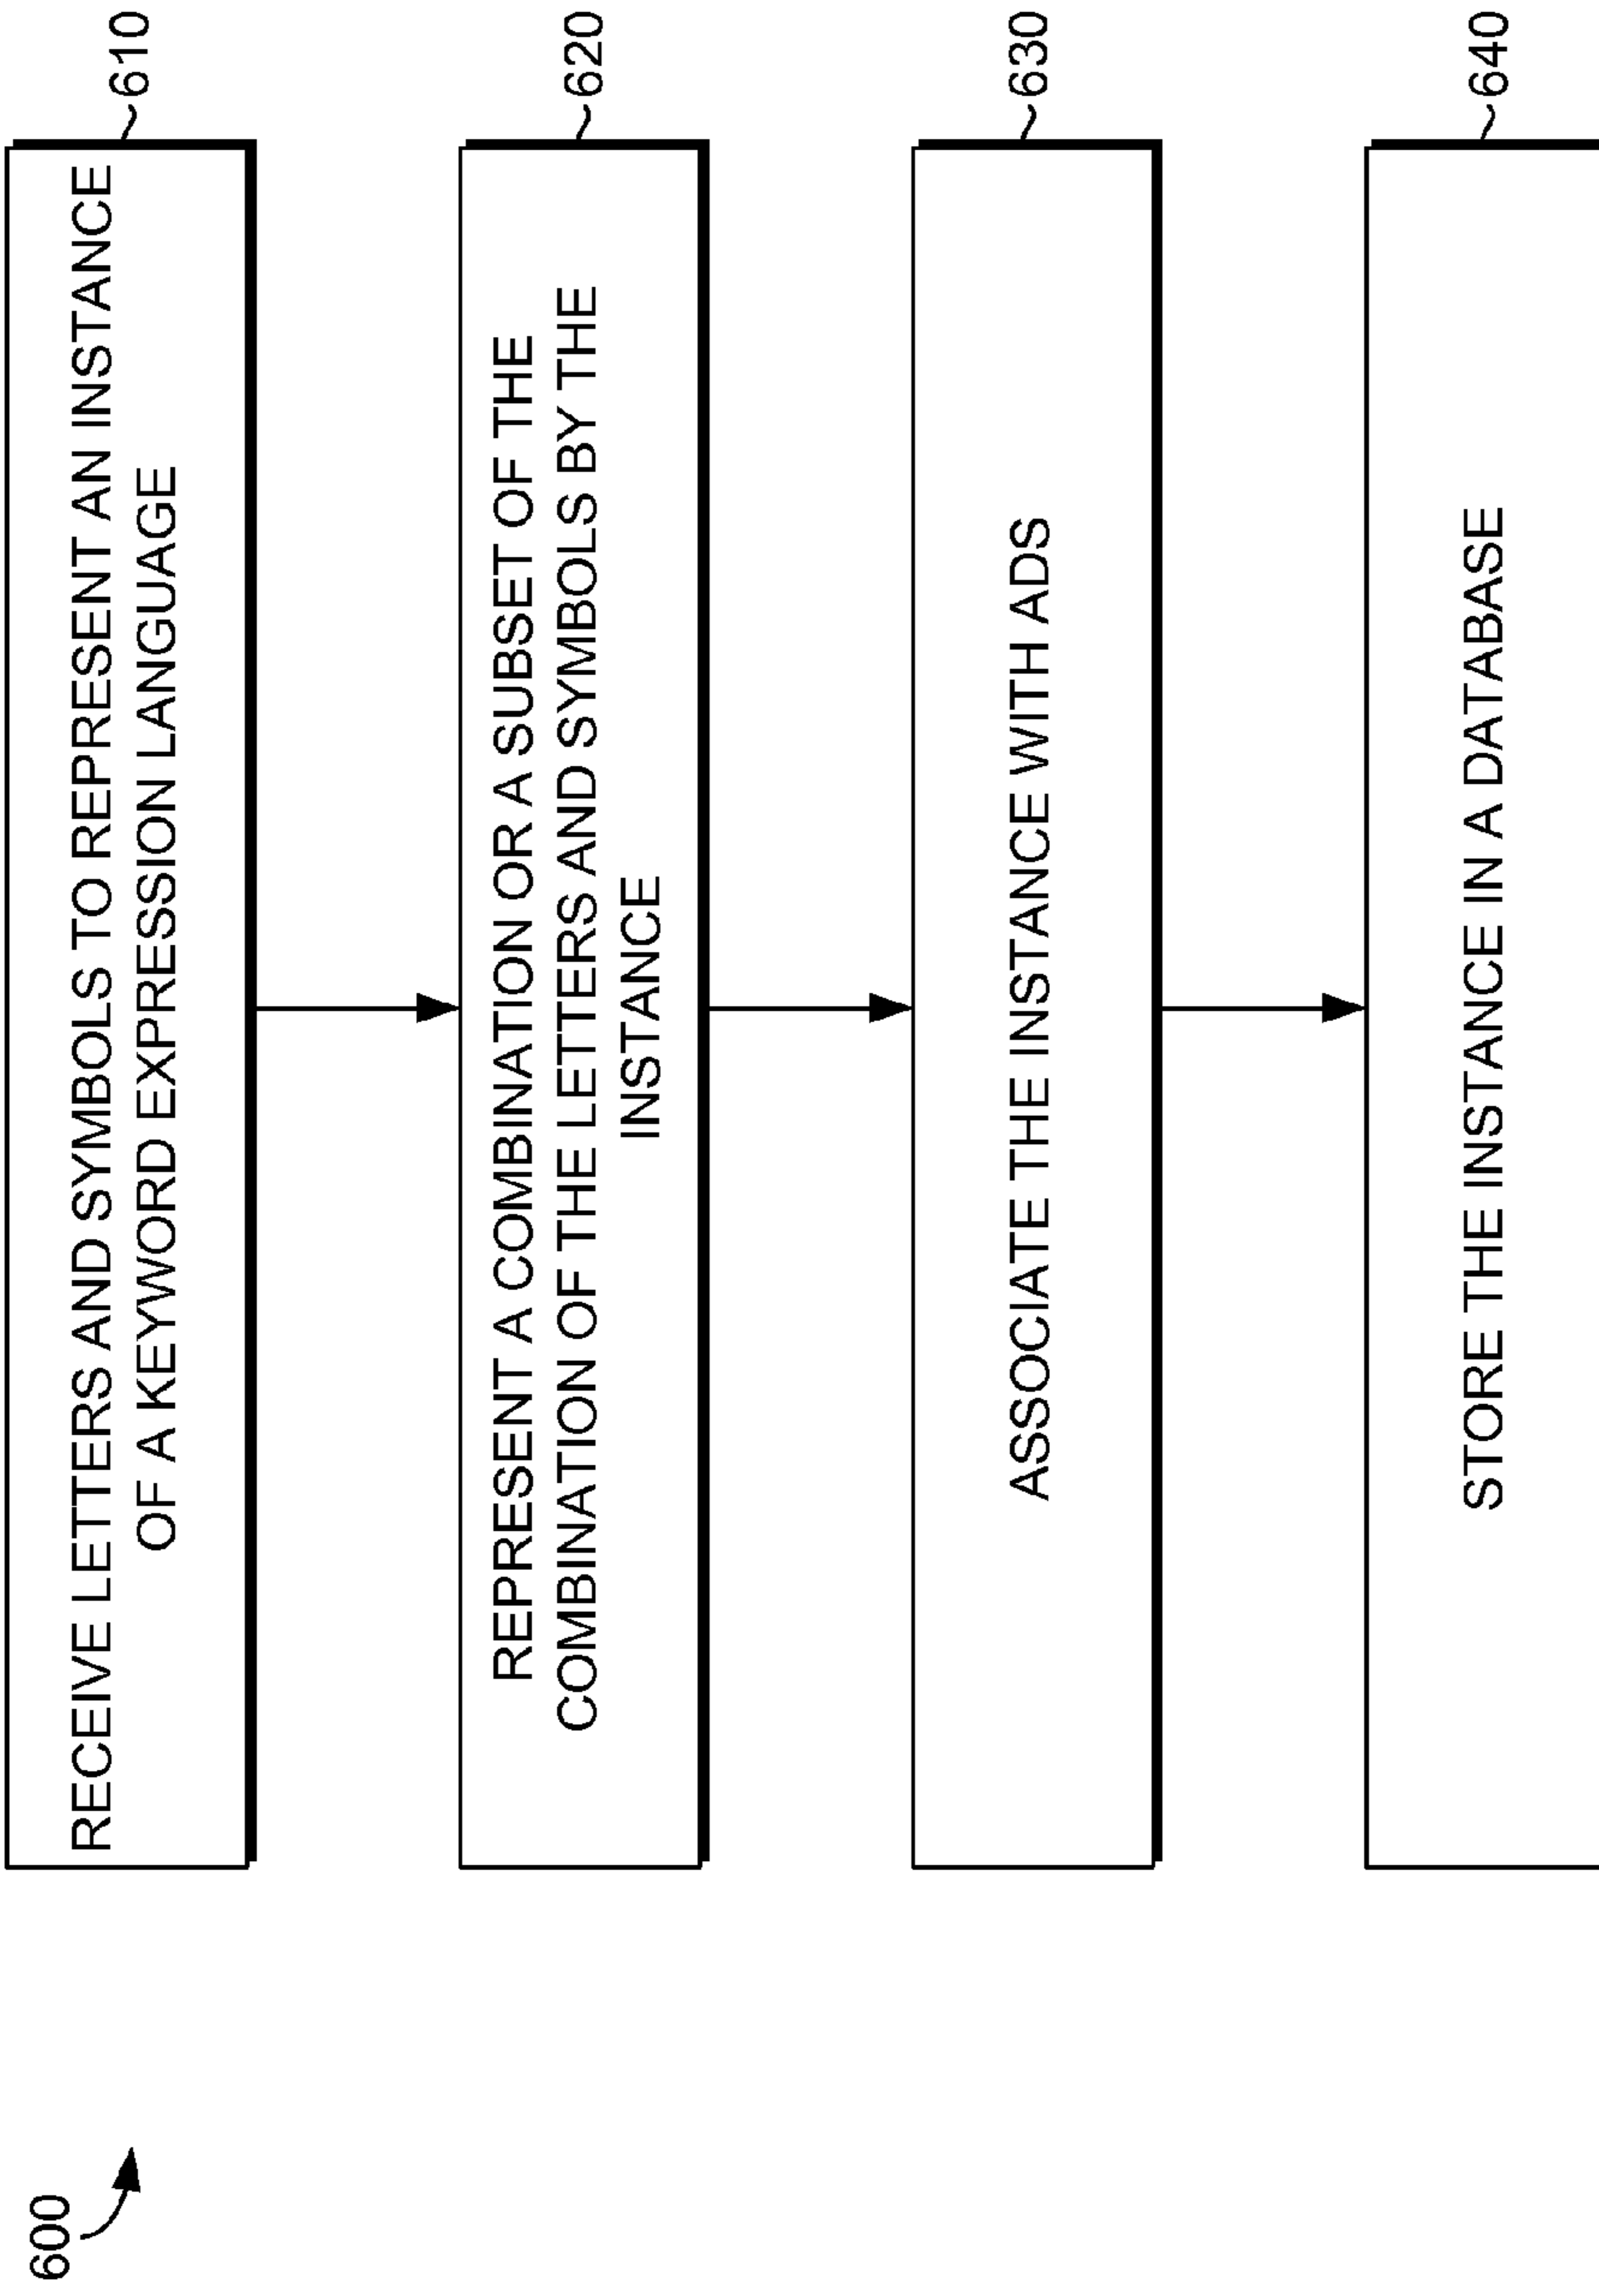 600
RECEIVE LETTERS AND SYMBOLS TO REPRESENT AN INSTANCE
OF A KEYWORD EXPRESSION LANGUAGE
~610
REPRESENT A COMBINATION OR A SUBSET OF THE
COMBINATION OF THE LETTERS AND SYMBOLS BY THE
INSTANCE
~620
ASSOCIATE THE INSTANCE WITH ADS
~630
STORE THE INSTANCE IN A DATABASE
~640